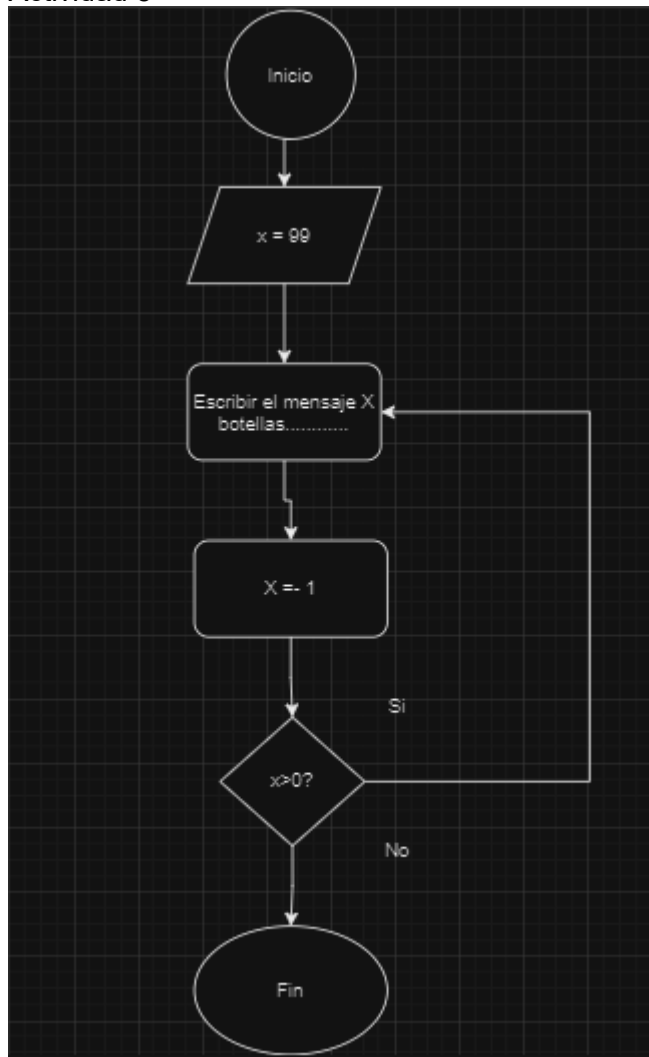 Inicio
x = 99
Escribir el mensaje X
botellas.............
X =- 1
Si
x>0?
No
Fin